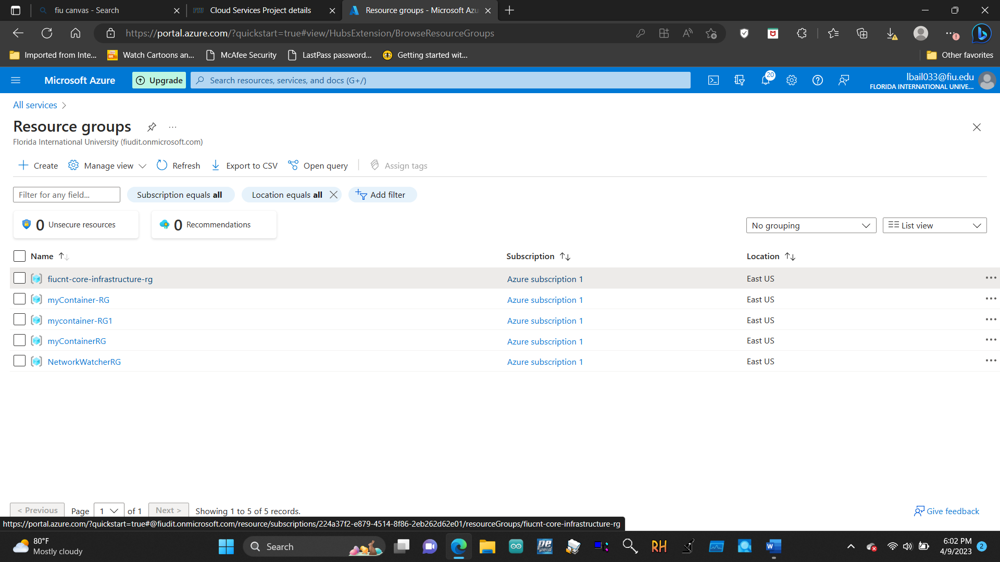 fiu canvas - Search
FIU Cloud Services Project details
Resource groups - Microsoft Azu
https://portal.azure.com/?quickstart=true#view/HubsExtension/BrowseResourceGroups
Imported from Inte...
Watch Cartoons an...
McAfee Security
LastPass password...
Getting started wit...
Other favorites
Microsoft Azure
Upgrade
Search resources, services, and docs (G+/)
20
lbail033@fiu.edu
FLORIDA INTERNATIONAL UNIVE...
All services >
Resource groups
Florida International University (fiudit.onmicrosoft.com)
Create
Manage view
Refresh
Export to CSV
Open query
Assign tags
Filter for any field...
Subscription equals all
Location equals all
Add filter
0 Unsecure resources
0 Recommendations
No grouping
List view
Name
Subscription
Location
fiucnt-core-infrastructure-rg
Azure subscription 1
East US
myContainer-RG
Azure subscription 1
East US
mycontainer-RG1
Azure subscription 1
East US
myContainerRG
Azure subscription 1
East US
NetworkWatcherRG
Azure subscription 1
East US
< Previous
Page 1 of 1
Next >
Showing 1 to 5 of 5 records.
Give feedback
https://portal.azure.com/?quickstart=true#@fiudit.onmicrosoft.com/resource/subscriptions/224a37f2-e879-4514-8f86-2eb262d62e01/resourceGroups/fiucnt-core-infrastructure-rg
80°F
Mostly cloudy
Search
RH
6:02 PM
4/9/2023
2